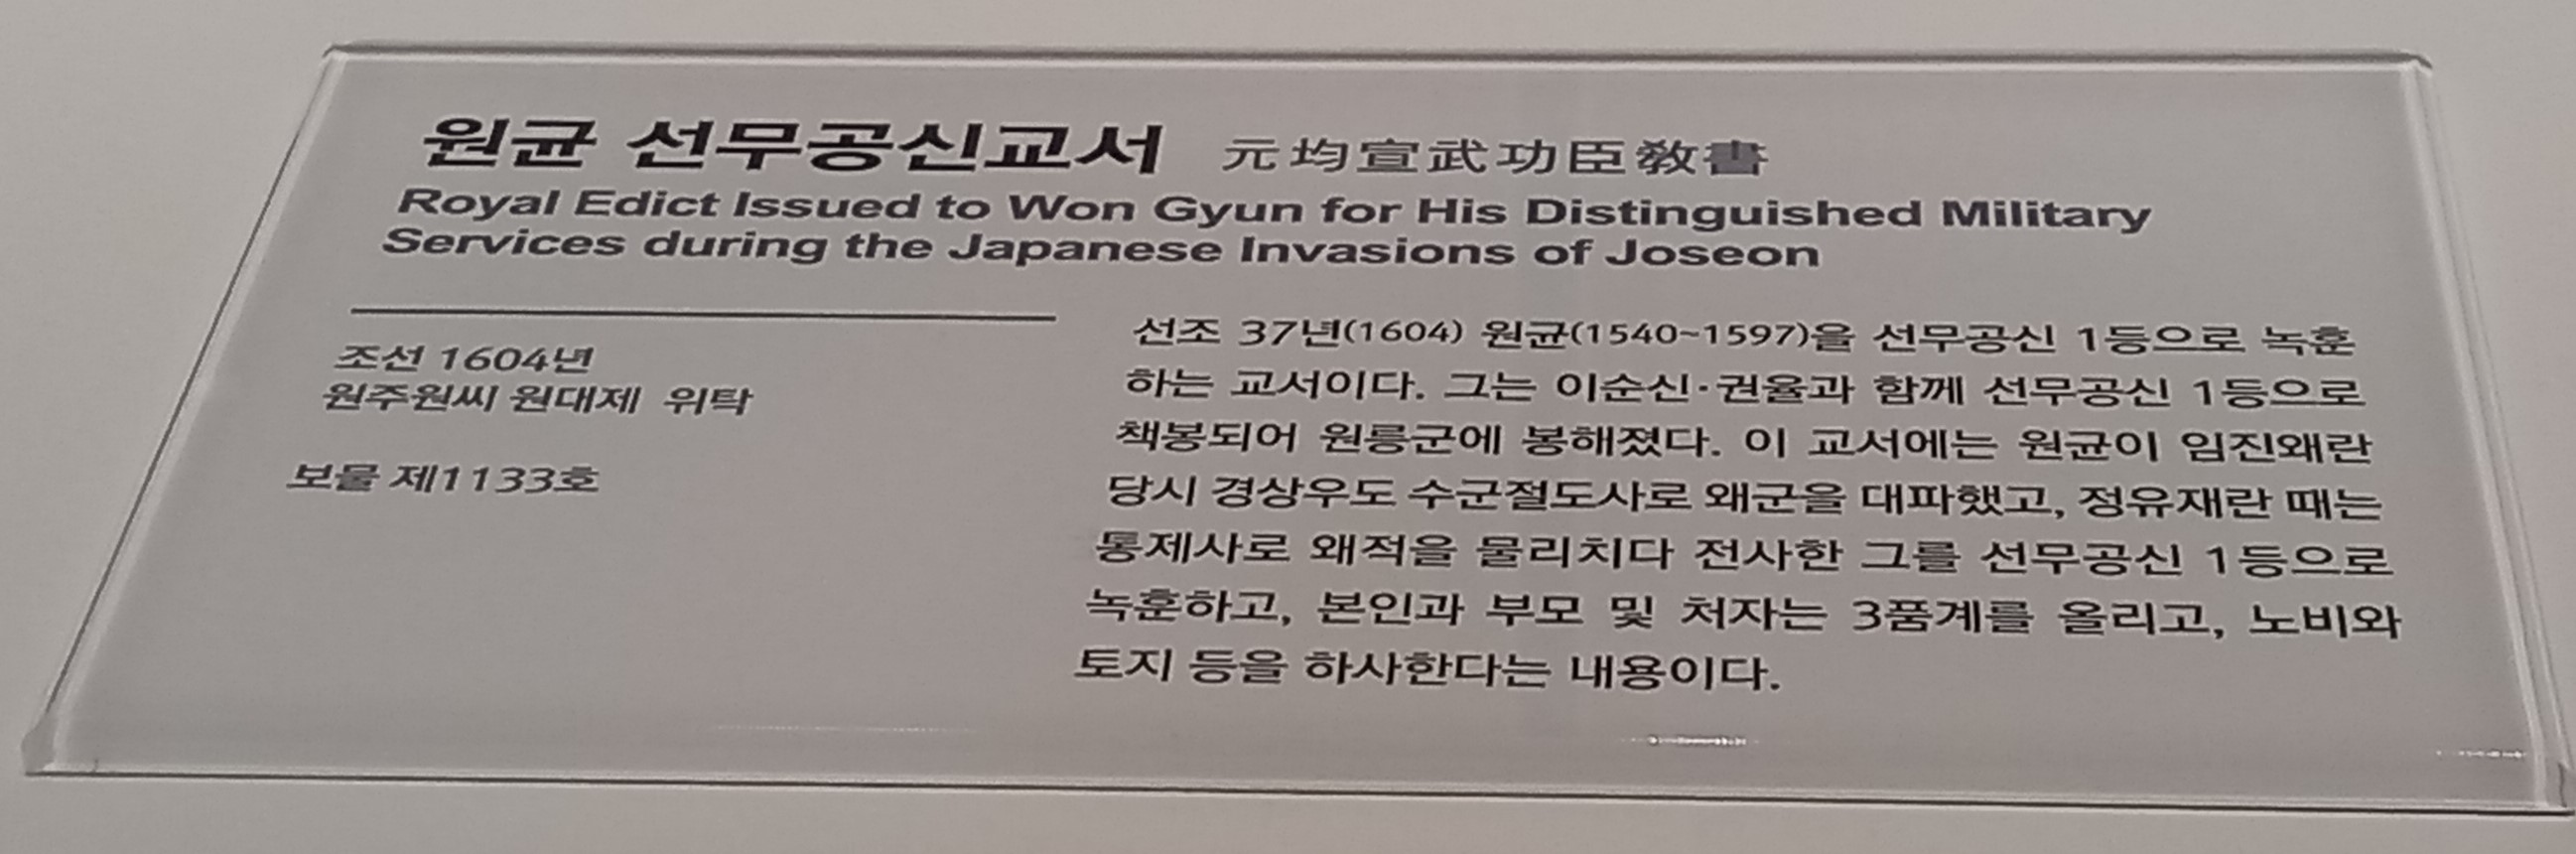 원균 선무공신교서 元均宣武功臣敎書
Royal Edict Issued to Won Gyun for His Distinguished Military
Services during the Japanese Invasions of Joseon
조선 1604년
원주원씨 원대제 위탁
보물 제1133호
선조 37년(1604) 원균(1540~1597)을 선무공신 1등으로 녹훈
하는 교서이다. 그는 이순신·권율과 함께 선무공신 1등으로
책봉되어 원릉군에 봉해졌다. 이 교서에는 원균이 임진왜란
당시 경상우도 수군절도사로 왜군을 대파했고, 정유재란 때는
통제사로 왜적을 물리치다 전사한 그를 선무공신 1등으로
녹훈하고, 본인과 부모 및 처자는 3품계를 올리고, 노비와
토지 등을 하사한다는 내용이다.